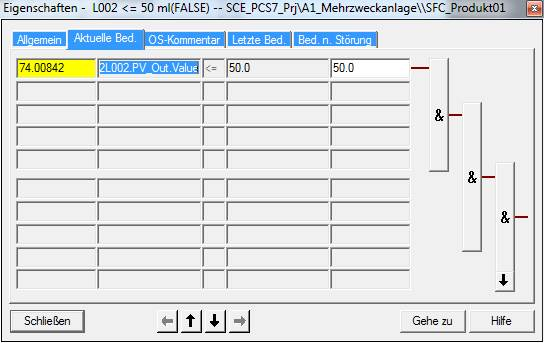 Eigenschaften - L002 <= 50 ml(FALSE) -- SCE_PCS7_Prj\A1_Mehrzweckanlage\\SFC_Produkt01
Allgemein Aktuelle Bed. OS-Kommentar Letzte Bed. Bed. n. Störung
74.00842 2L002.PV_Out.Value <= 50.0 50.0
&
&
&
Schließen Gehe zu Hilfe